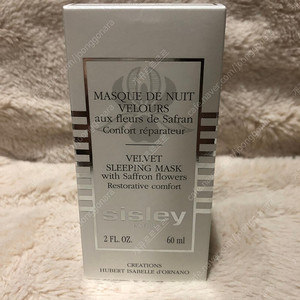 MASQUE DE NUIT
VELOURS
aux fleurs de Safran
Confort réparateur
VELVET
SLEEPING MASK
with Saffron flowers
Restorative comfort
sisley
2 FL. OZ. 60 ml
CREATIONS
HUBERT ISABELLE d'ORNANO